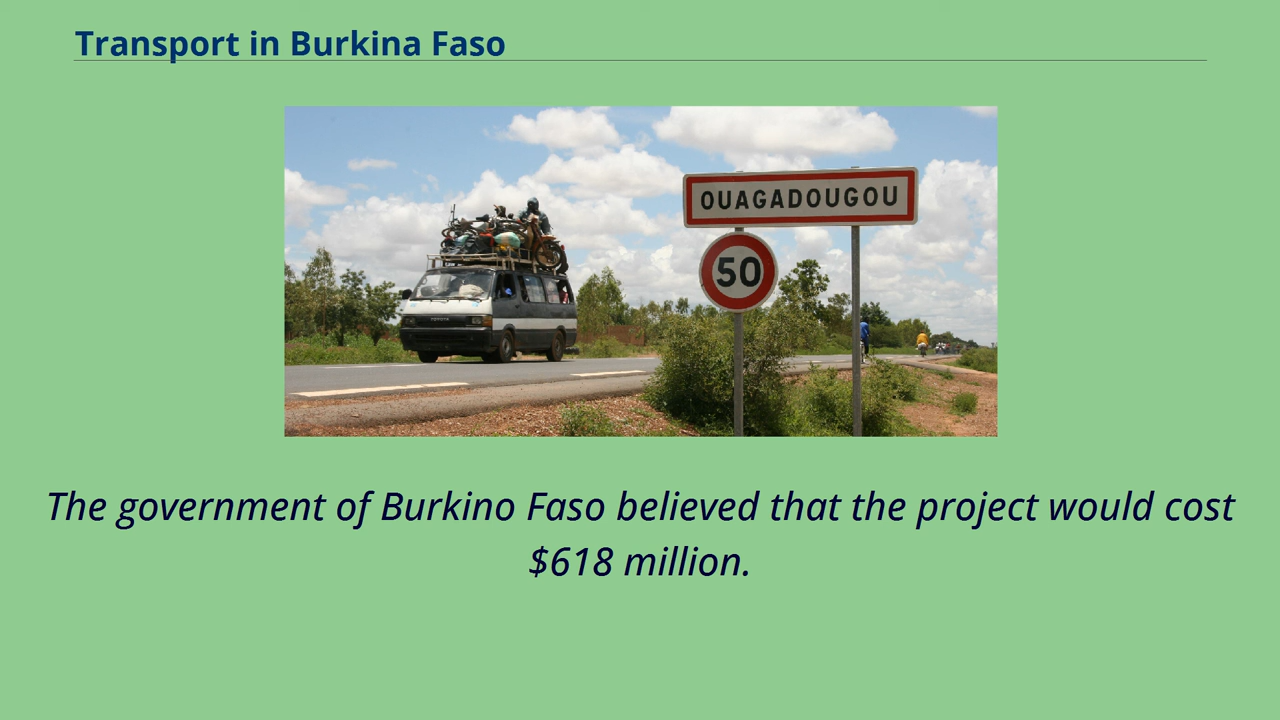 Transport in Burkina Faso
OUAGADOUGOU
50
TOYOTA
The government of Burkino Faso believed that the project would cost
$618 million.